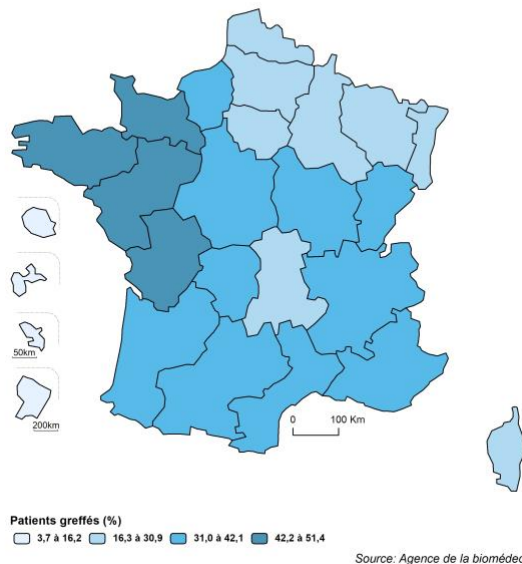 50km
200km
0 100 Km
Patients greffés (%)
3,7 à 16,2 16,3 à 30,9 31,0 à 42,1 42,2 à 51,4
Source: Agence de la bioméde